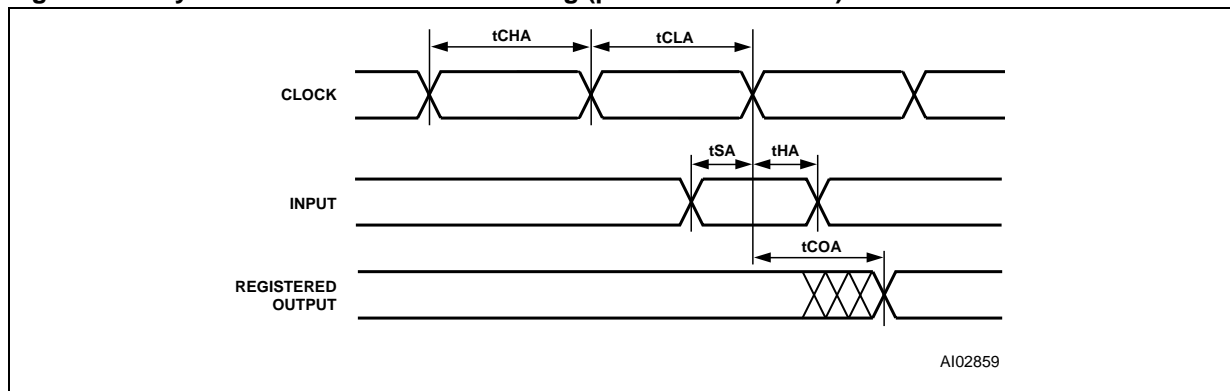 tCHA tCLA
CLOCK
tSA tHA
INPUT
tCOA
REGISTERED
OUTPUT
AI02859